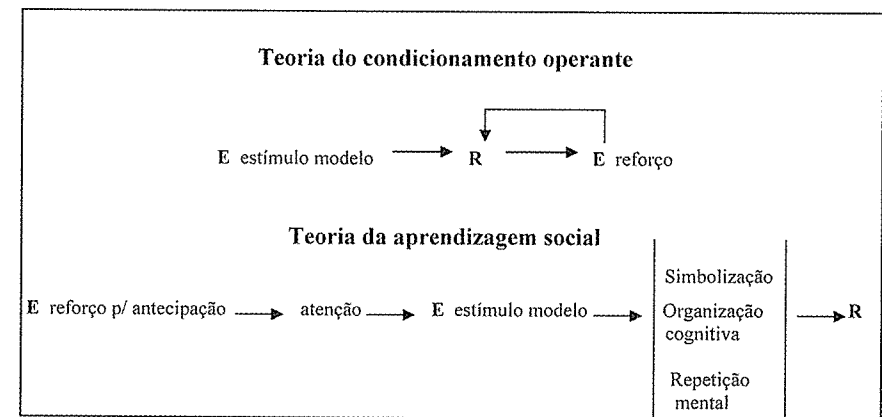 Teoria do condicionamento operante
E estímulo modelo R E reforço
Teoria da aprendizagem social
E reforço p/ antecipação atenção E estímulo modelo R
Simbolização
Organização
cognitiva
Repetição
mental